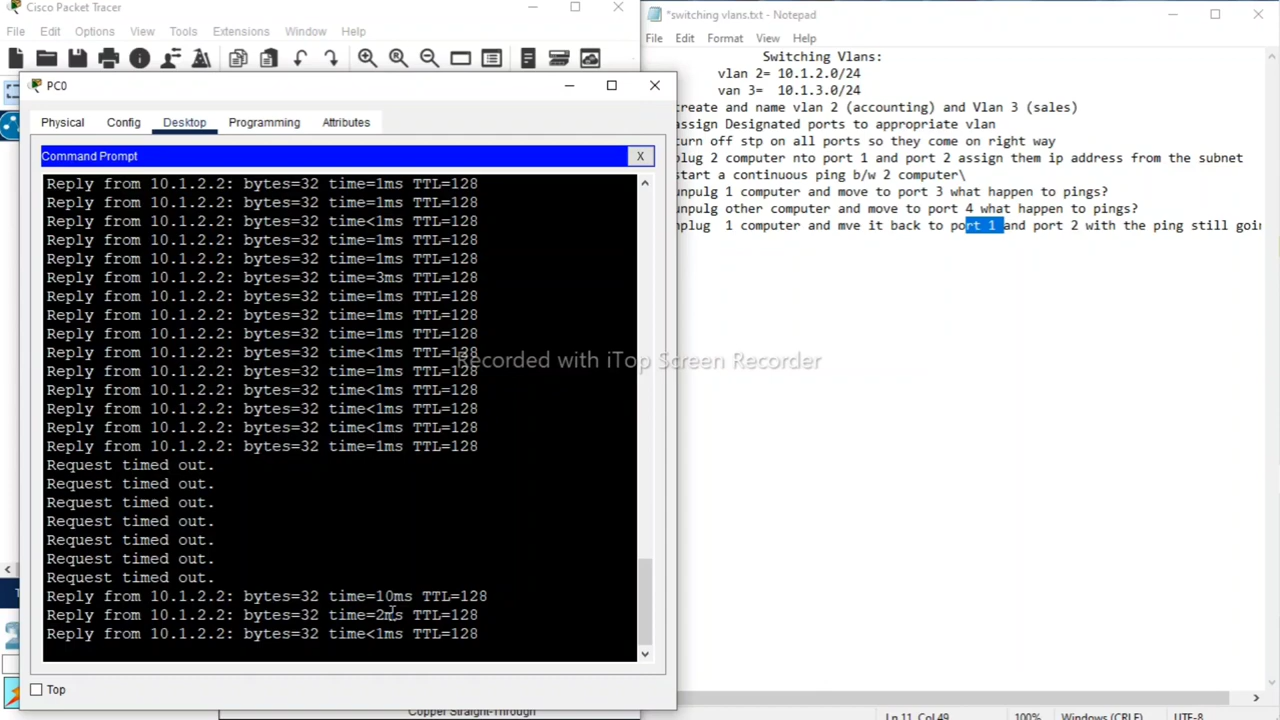 Cisco Packet Tracer
File Edit Options View Tools Extensions Window Help
PC0
Physical Config Desktop Programming Attributes
Command Prompt
X
Reply from 10.1.2.2: bytes=32 time=1ms TTL=128
Reply from 10.1.2.2: bytes=32 time=1ms TTL=128
Reply from 10.1.2.2: bytes=32 time<1ms TTL=128
Reply from 10.1.2.2: bytes=32 time=1ms TTL=128
Reply from 10.1.2.2: bytes=32 time=1ms TTL=128
Reply from 10.1.2.2: bytes=32 time=3ms TTL=128
Reply from 10.1.2.2: bytes=32 time=1ms TTL=128
Reply from 10.1.2.2: bytes=32 time=1ms TTL=128
Reply from 10.1.2.2: bytes=32 time=1ms TTL=128
Reply from 10.1.2.2: bytes=32 time<1ms TTL=128
Reply from 10.1.2.2: bytes=32 time=1ms TTL=128
Reply from 10.1.2.2: bytes=32 time<1ms TTL=128
Reply from 10.1.2.2: bytes=32 time<1ms TTL=128
Reply from 10.1.2.2: bytes=32 time<1ms TTL=128
Reply from 10.1.2.2: bytes=32 time=1ms TTL=128
Request timed out.
Request timed out.
Request timed out.
Request timed out.
Request timed out.
Request timed out.
Request timed out.
Reply from 10.1.2.2: bytes=32 time=10ms TTL=128
Reply from 10.1.2.2: bytes=32 time=2ms TTL=128
Reply from 10.1.2.2: bytes=32 time<1ms TTL=128
Top
Copper Straight-Through
*switching vlans.txt - Notepad
File Edit Format View Help
Switching Vlans:
vlan 2= 10.1.2.0/24
van 3= 10.1.3.0/24
create and name vlan 2 (accounting) and Vlan 3 (sales)
assign Designated ports to appropriate vlan
turn off stp on all ports so they come on right way
plug 2 computer nto port 1 and port 2 assign them ip address from the subnet
start a continuous ping b/w 2 computer\
unpulg 1 computer and move to port 3 what happen to pings?
unpulg other computer and move to port 4 what happen to pings?
nplug 1 computer and mve it back to port 1 and port 2 with the ping still goin
Recorded with iTop Screen Recorder
Ln 11, Col 49 100% Windows (CRLF) UTF-8